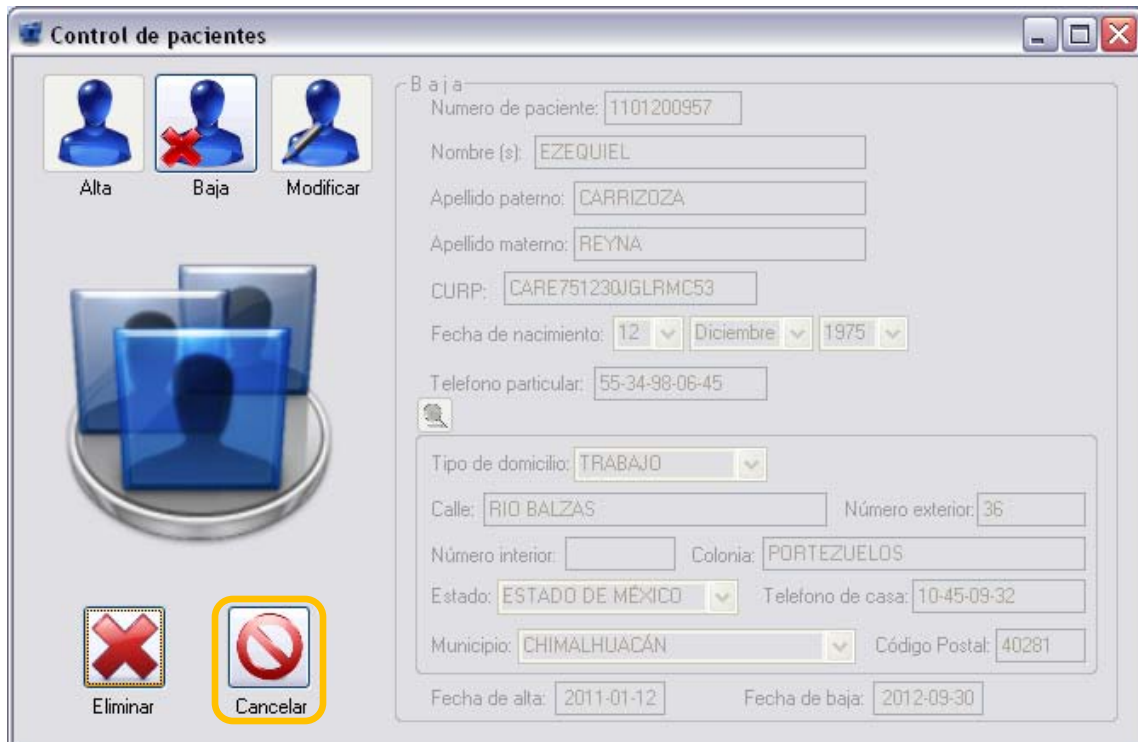 Control de pacientes
Alta Baja Modificar
Baja
Numero de paciente: 1101200957
Nombre (s): EZEQUIEL
Apellido paterno: CARRIZOZA
Apellido materno: REYNA
CURP: CARE751230JGLRMC53
Fecha de nacimiento: 12 Diciembre 1975
Telefono particular: 55-34-98-06-45
Tipo de domicilio: TRABAJO
Calle: RIO BALZAS Número exterior: 36
Número interior: Colonia: PORTEZUELOS
Estado: ESTADO DE MÉXICO Telefono de casa: 10-45-09-32
Municipio: CHIMALHUACÁN Código Postal: 40281
Fecha de alta: 2011-01-12 Fecha de baja: 2012-09-30
Eliminar Cancelar